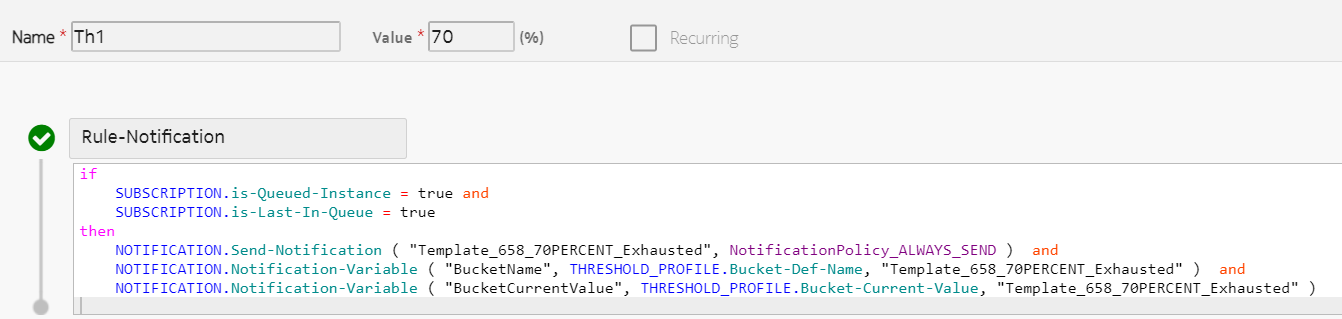 Name * Th1 Value * 70 (%) Recurring
Rule-Notification
if
    SUBSCRIPTION.is-Queued-Instance = true and
    SUBSCRIPTION.is-Last-In-Queue = true
then
    NOTIFICATION.Send-Notification ( "Template_658_70PERCENT_Exhausted", NotificationPolicy_ALWAYS_SEND )  and
    NOTIFICATION.Notification-Variable ( "BucketName", THRESHOLD_PROFILE.Bucket-Def-Name, "Template_658_70PERCENT_Exhausted" )  and
    NOTIFICATION.Notification-Variable ( "BucketCurrentValue", THRESHOLD_PROFILE.Bucket-Current-Value, "Template_658_70PERCENT_Exhausted" )